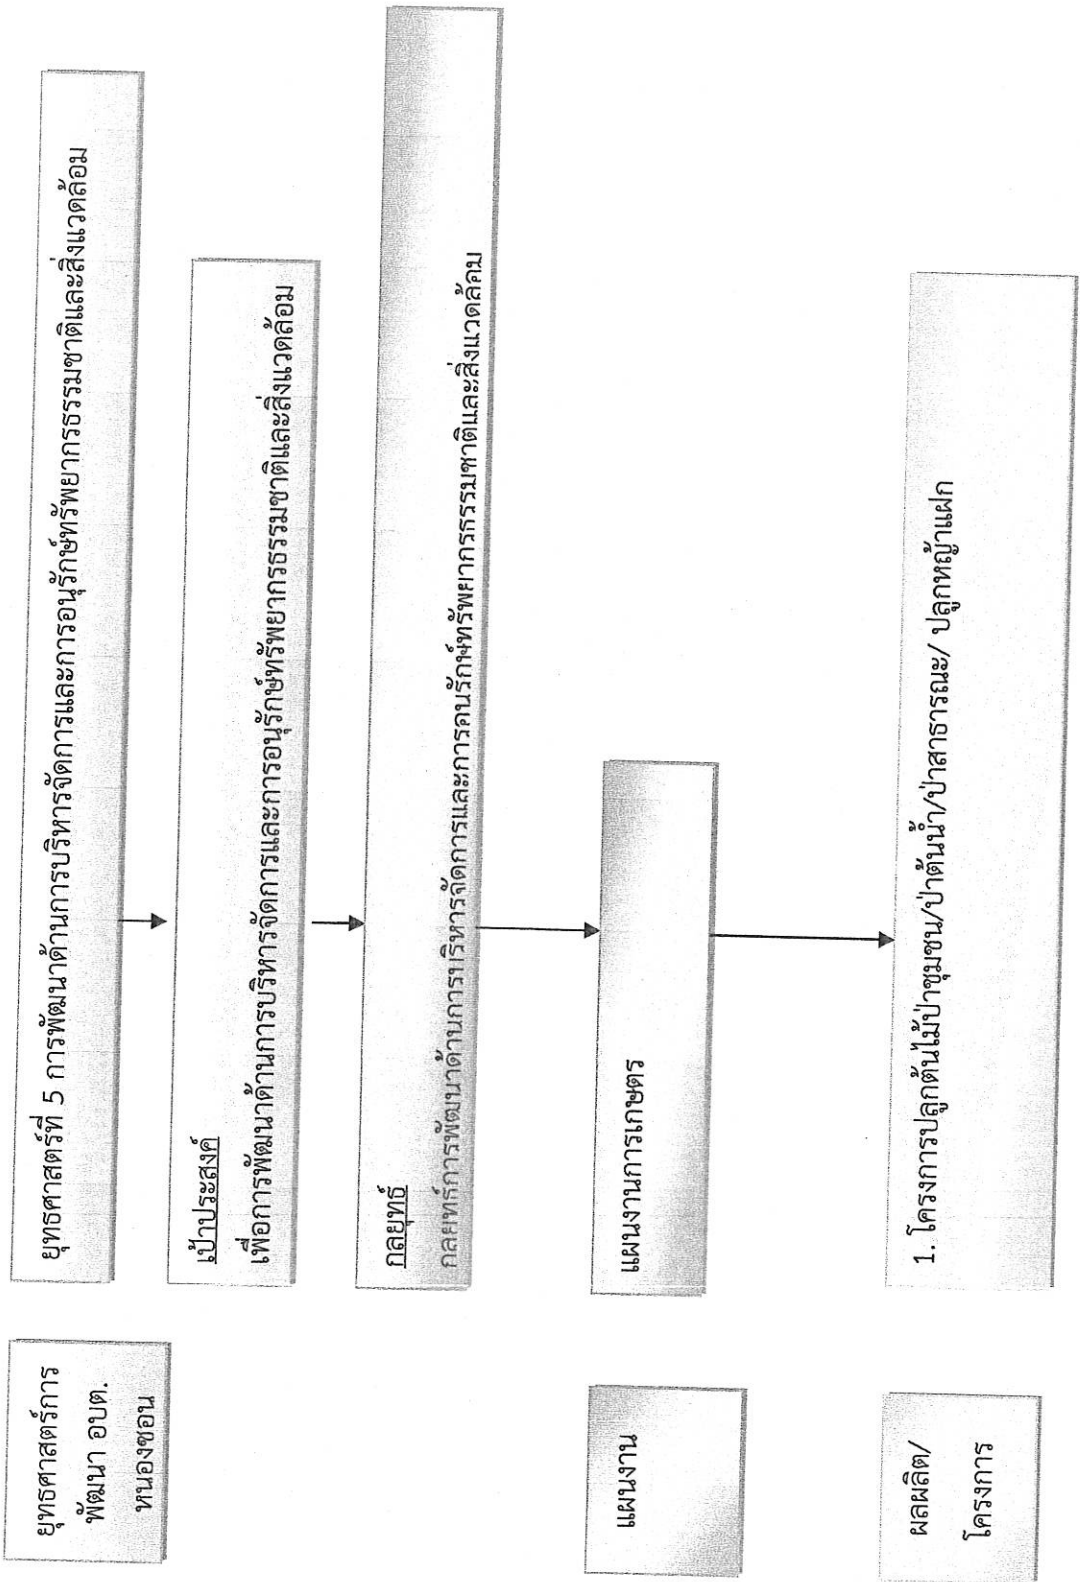 ยุทธศาสตร์การ
พัฒนา อบต.
หนองซอน
ยุทธศาสตร์ที่ 5 การพัฒนาด้านการบริหารจัดการและการอนุรักษ์ทรัพยากรธรรมชาติและสิ่งแวดล้อม
เป้าประสงค์
เพื่อการพัฒนาด้านการบริหารจัดการและการอนุรักษ์ทรัพยากรธรรมชาติและสิ่งแวดล้อม
กลยุทธ์
กลยุทธ์การพัฒนาด้านการบริหารจัดการและการอนุรักษ์ทรัพยากรธรรมชาติและสิ่งแวดล้อม
แผนงาน
แผนงานการเกษตร
ผลผลิต/
โครงการ
1. โครงการปลูกต้นไม้ป่าชุมชน/ป่าต้นน้ำ/ป่าสาธารณะ/ ปลูกหญ้าแฝก